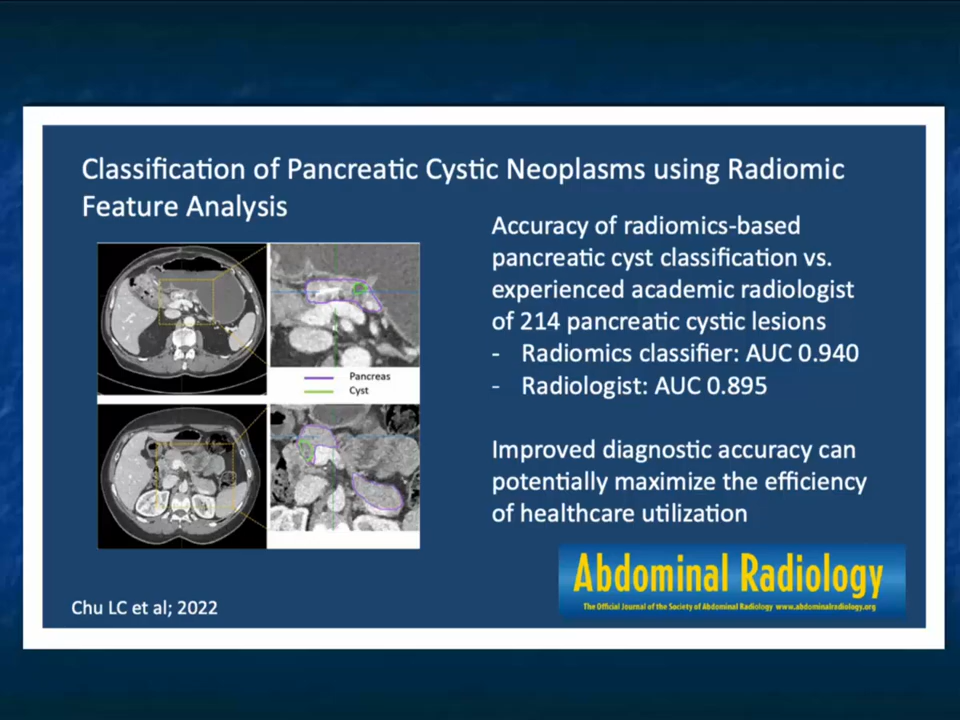 Classification of Pancreatic Cystic Neoplasms using Radiomic
Feature Analysis
Accuracy of radiomics-based
pancreatic cyst classification vs.
experienced academic radiologist
of 214 pancreatic cystic lesions
- Radiomics classifier: AUC 0.940
- Radiologist: AUC 0.895
Improved diagnostic accuracy can
potentially maximize the efficiency
of healthcare utilization
Pancreas
Cyst
Abdominal Radiology
The Official Journal of the Society of Abdominal Radiology www.abdominalradiology.org
Chu LC et al; 2022